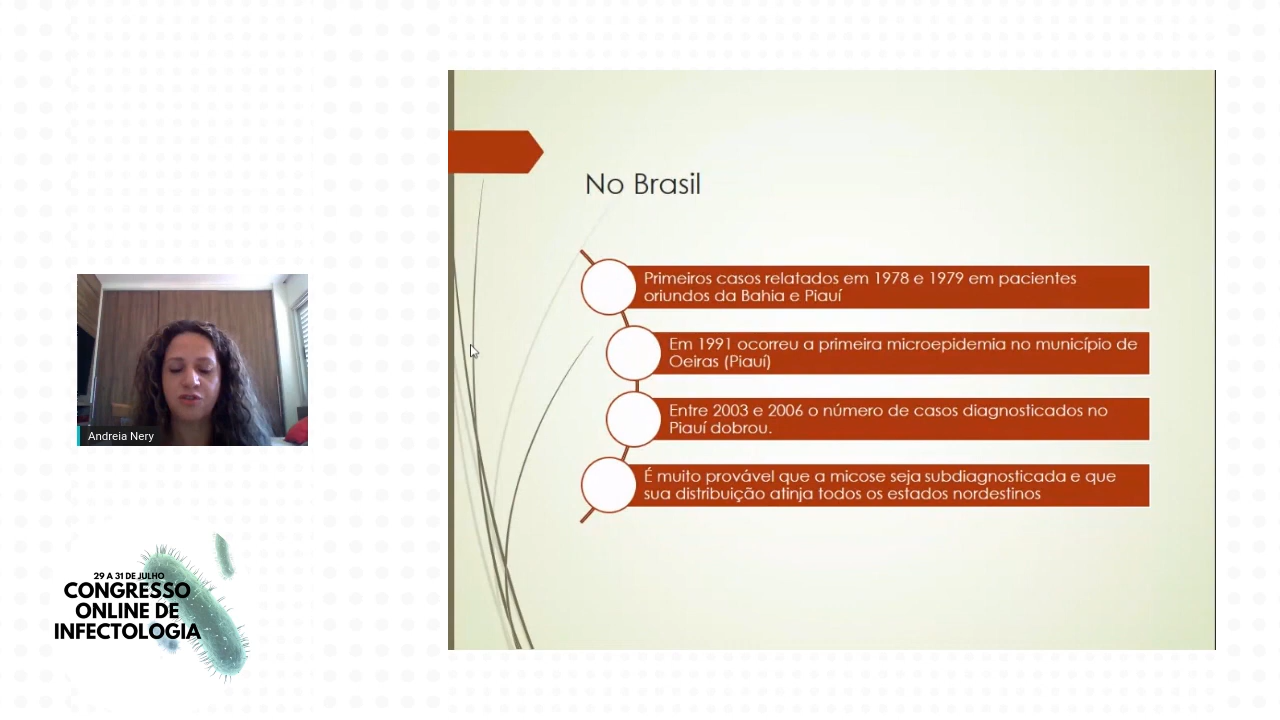 No Brasil
Primeiros casos relatados em 1978 e 1979 em pacientes
oriundos da Bahia e Piauí
Em 1991 ocorreu a primeira microepidemia no município de
Oeiras (Piauí)
Entre 2003 e 2006 o número de casos diagnosticados no
Piauí dobrou.
É muito provável que a micose seja subdiagnosticada e que
sua distribuição atinja todos os estados nordestinos
Andreia Nery
29 A 31 DE JULHO
CONGRESSO
ONLINE DE
INFECTOLOGIA